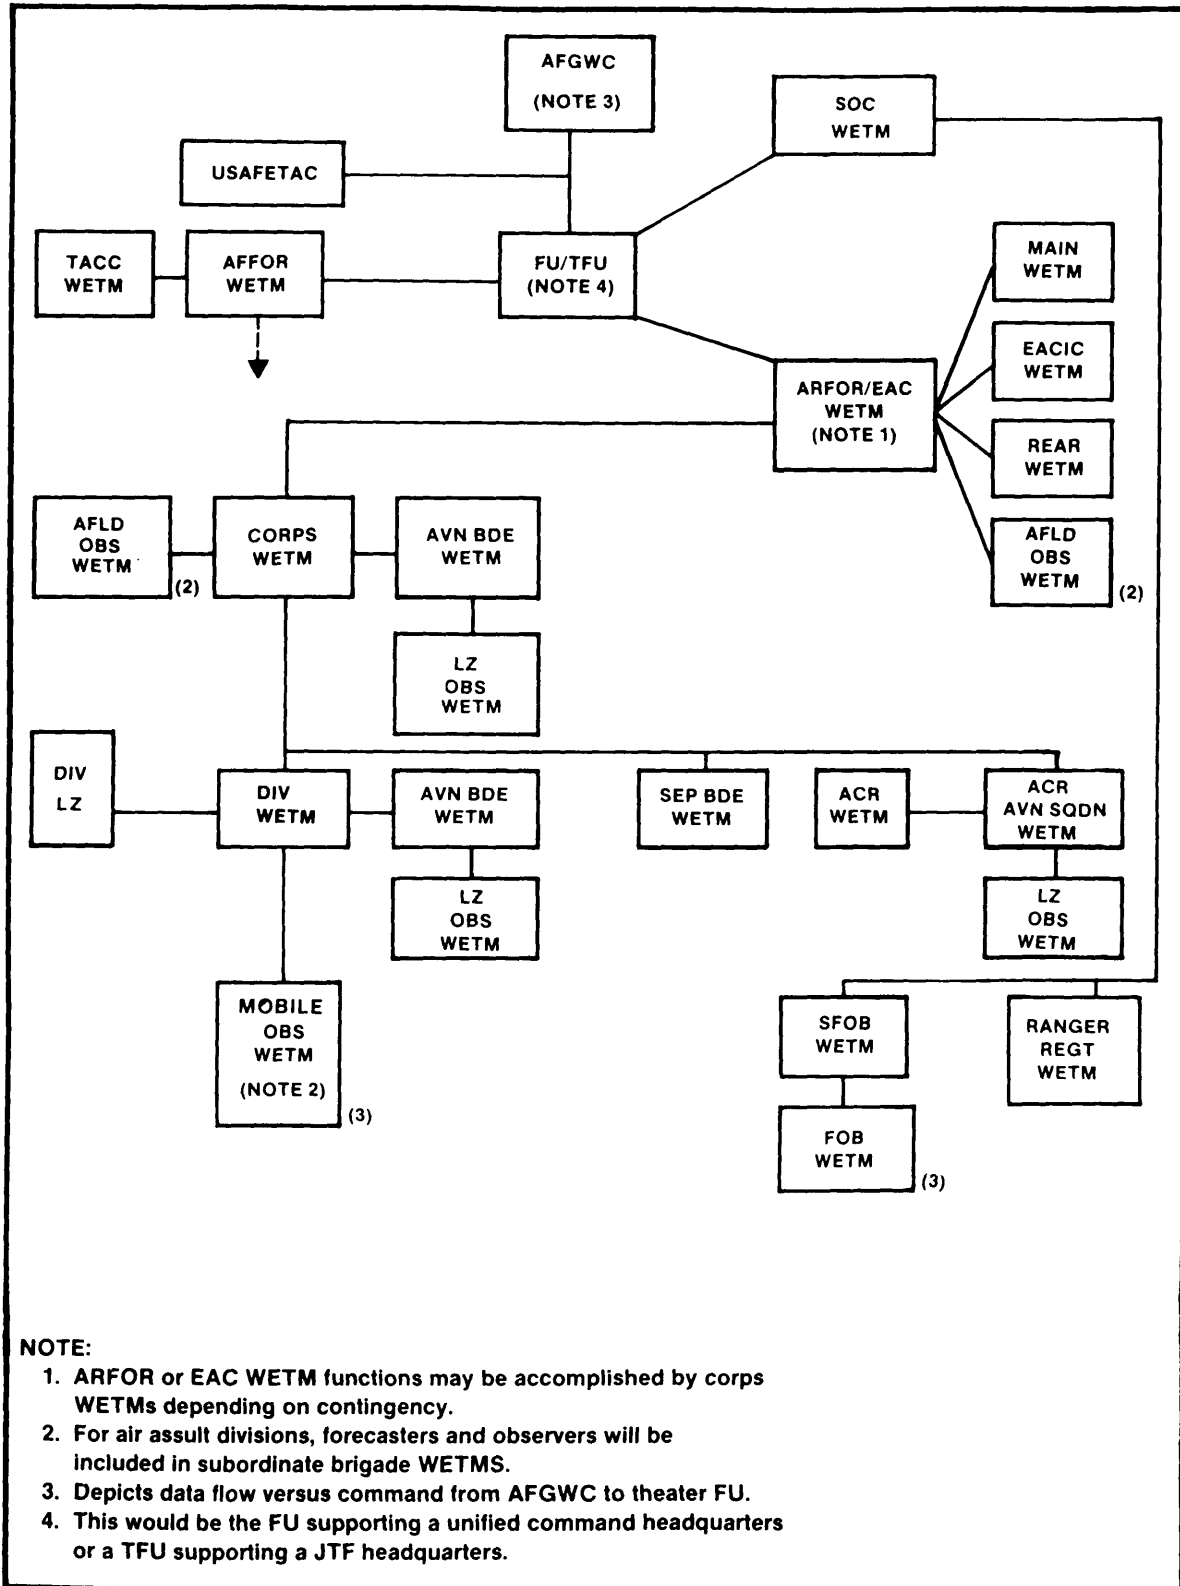 AFGWC
(NOTE 3)
SOC
WETM
USAFETAC
TACC
WETM
AFFOR
WETM
FU/TFU
(NOTE 4)
MAIN
WETM
EACIC
WETM
ARFOR/EAC
WETM
(NOTE 1)
REAR
WETM
AFLD
OBS
WETM
(2)
AFLD
OBS
WETM
(2)
CORPS
WETM
AVN BDE
WETM
LZ
OBS
WETM
DIV
LZ
DIV
WETM
AVN BDE
WETM
SEP BDE
WETM
ACR
WETM
ACR
AVN SQDN
WETM
LZ
OBS
WETM
LZ
OBS
WETM
MOBILE
OBS
WETM
(NOTE 2)
(3)
SFOB
WETM
RANGER
REGT
WETM
FOB
WETM
(3)
NOTE:
1. ARFOR or EAC WETM functions may be accomplished by corps
WETMs depending on contingency.
2. For air assult divisions, forecasters and observers will be
included in subordinate brigade WETMS.
3. Depicts data flow versus command from AFGWC to theater FU.
4. This would be the FU supporting a unified command headquarters
or a TFU supporting a JTF headquarters.